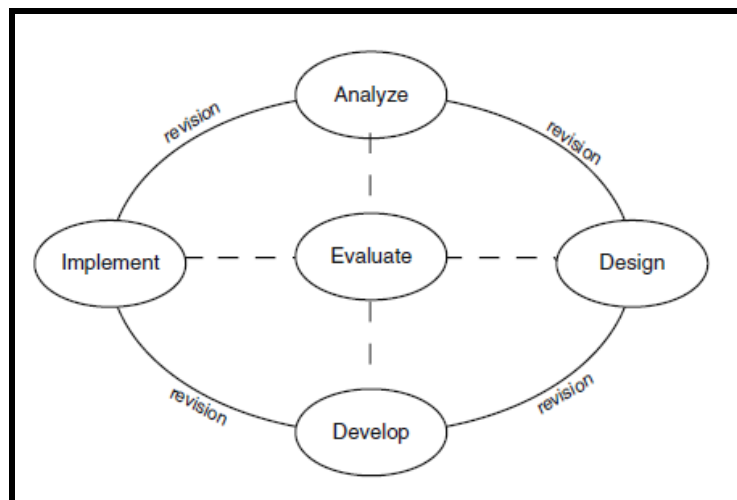 Analyze
revision
revision
Implement
Evaluate
Design
revision
revision
Develop